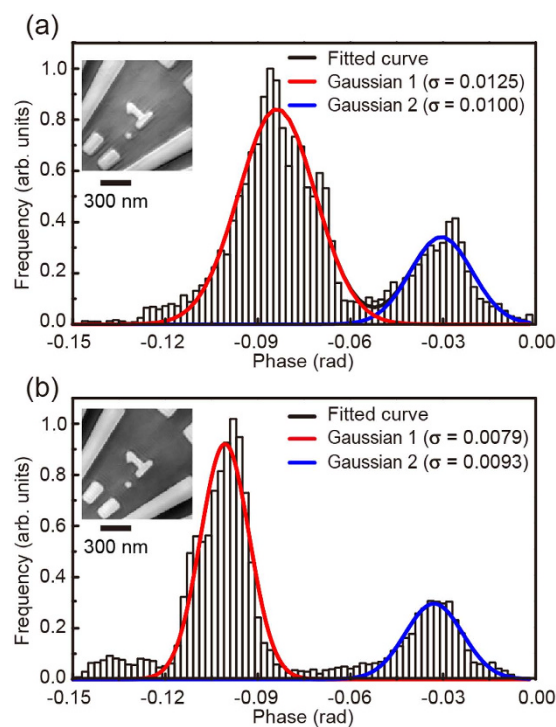 (a)
Fitted curve
Gaussian 1 (σ = 0.0125)
Gaussian 2 (σ = 0.0100)
300 nm
Frequency (arb. units)
1.0
0.8
0.6
0.4
0.2
0.0
-0.15 -0.12 -0.09 -0.06 -0.03 0.00
Phase (rad)
(b)
Fitted curve
Gaussian 1 (σ = 0.0079)
Gaussian 2 (σ = 0.0093)
300 nm
Frequency (arb. units)
1.0
0.8
0.6
0.4
0.2
0.0
-0.15 -0.12 -0.09 -0.06 -0.03 0.00
Phase (rad)